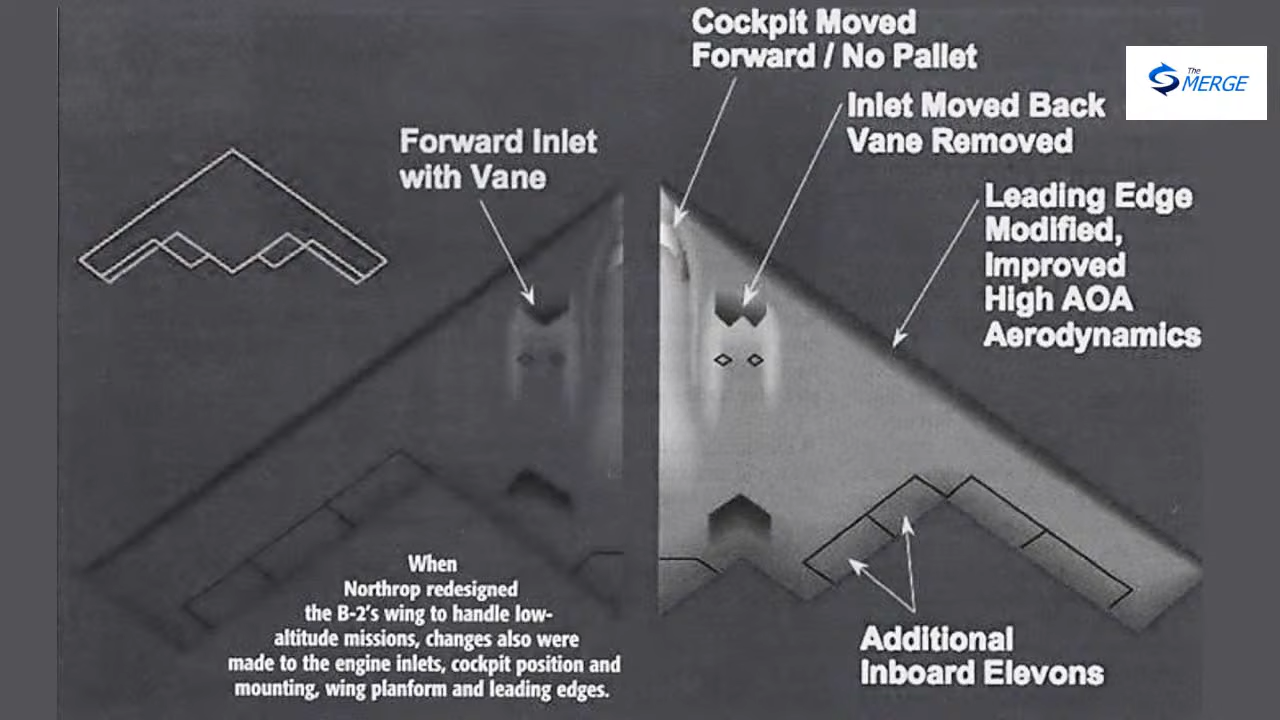 Cockpit Moved
Forward / No Pallet
The
MERGE
Inlet Moved Back
Vane Removed
Forward Inlet
with Vane
Leading Edge
Modified,
Improved
High AOA
Aerodynamics
When
Northrop redesigned
the B-2's wing to handle low-
altitude missions, changes also were
made to the engine inlets, cockpit position and
mounting, wing planform and leading edges.
Additional
Inboard Elevons